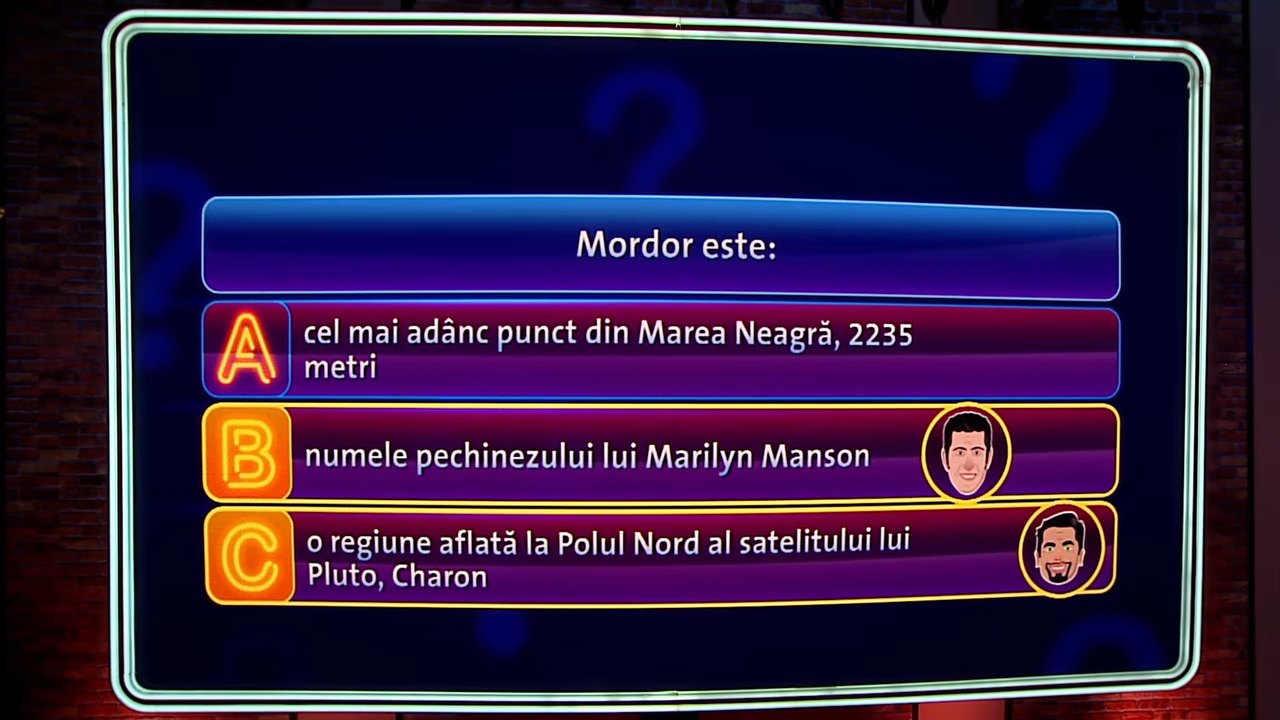 Mordor este:
A
cel mai adânc punct din Marea Neagră, 2235
metri
B
numele pechinezului lui Marilyn Manson
C
o regiune aflată la Polul Nord al satelitului lui
Pluto, Charon